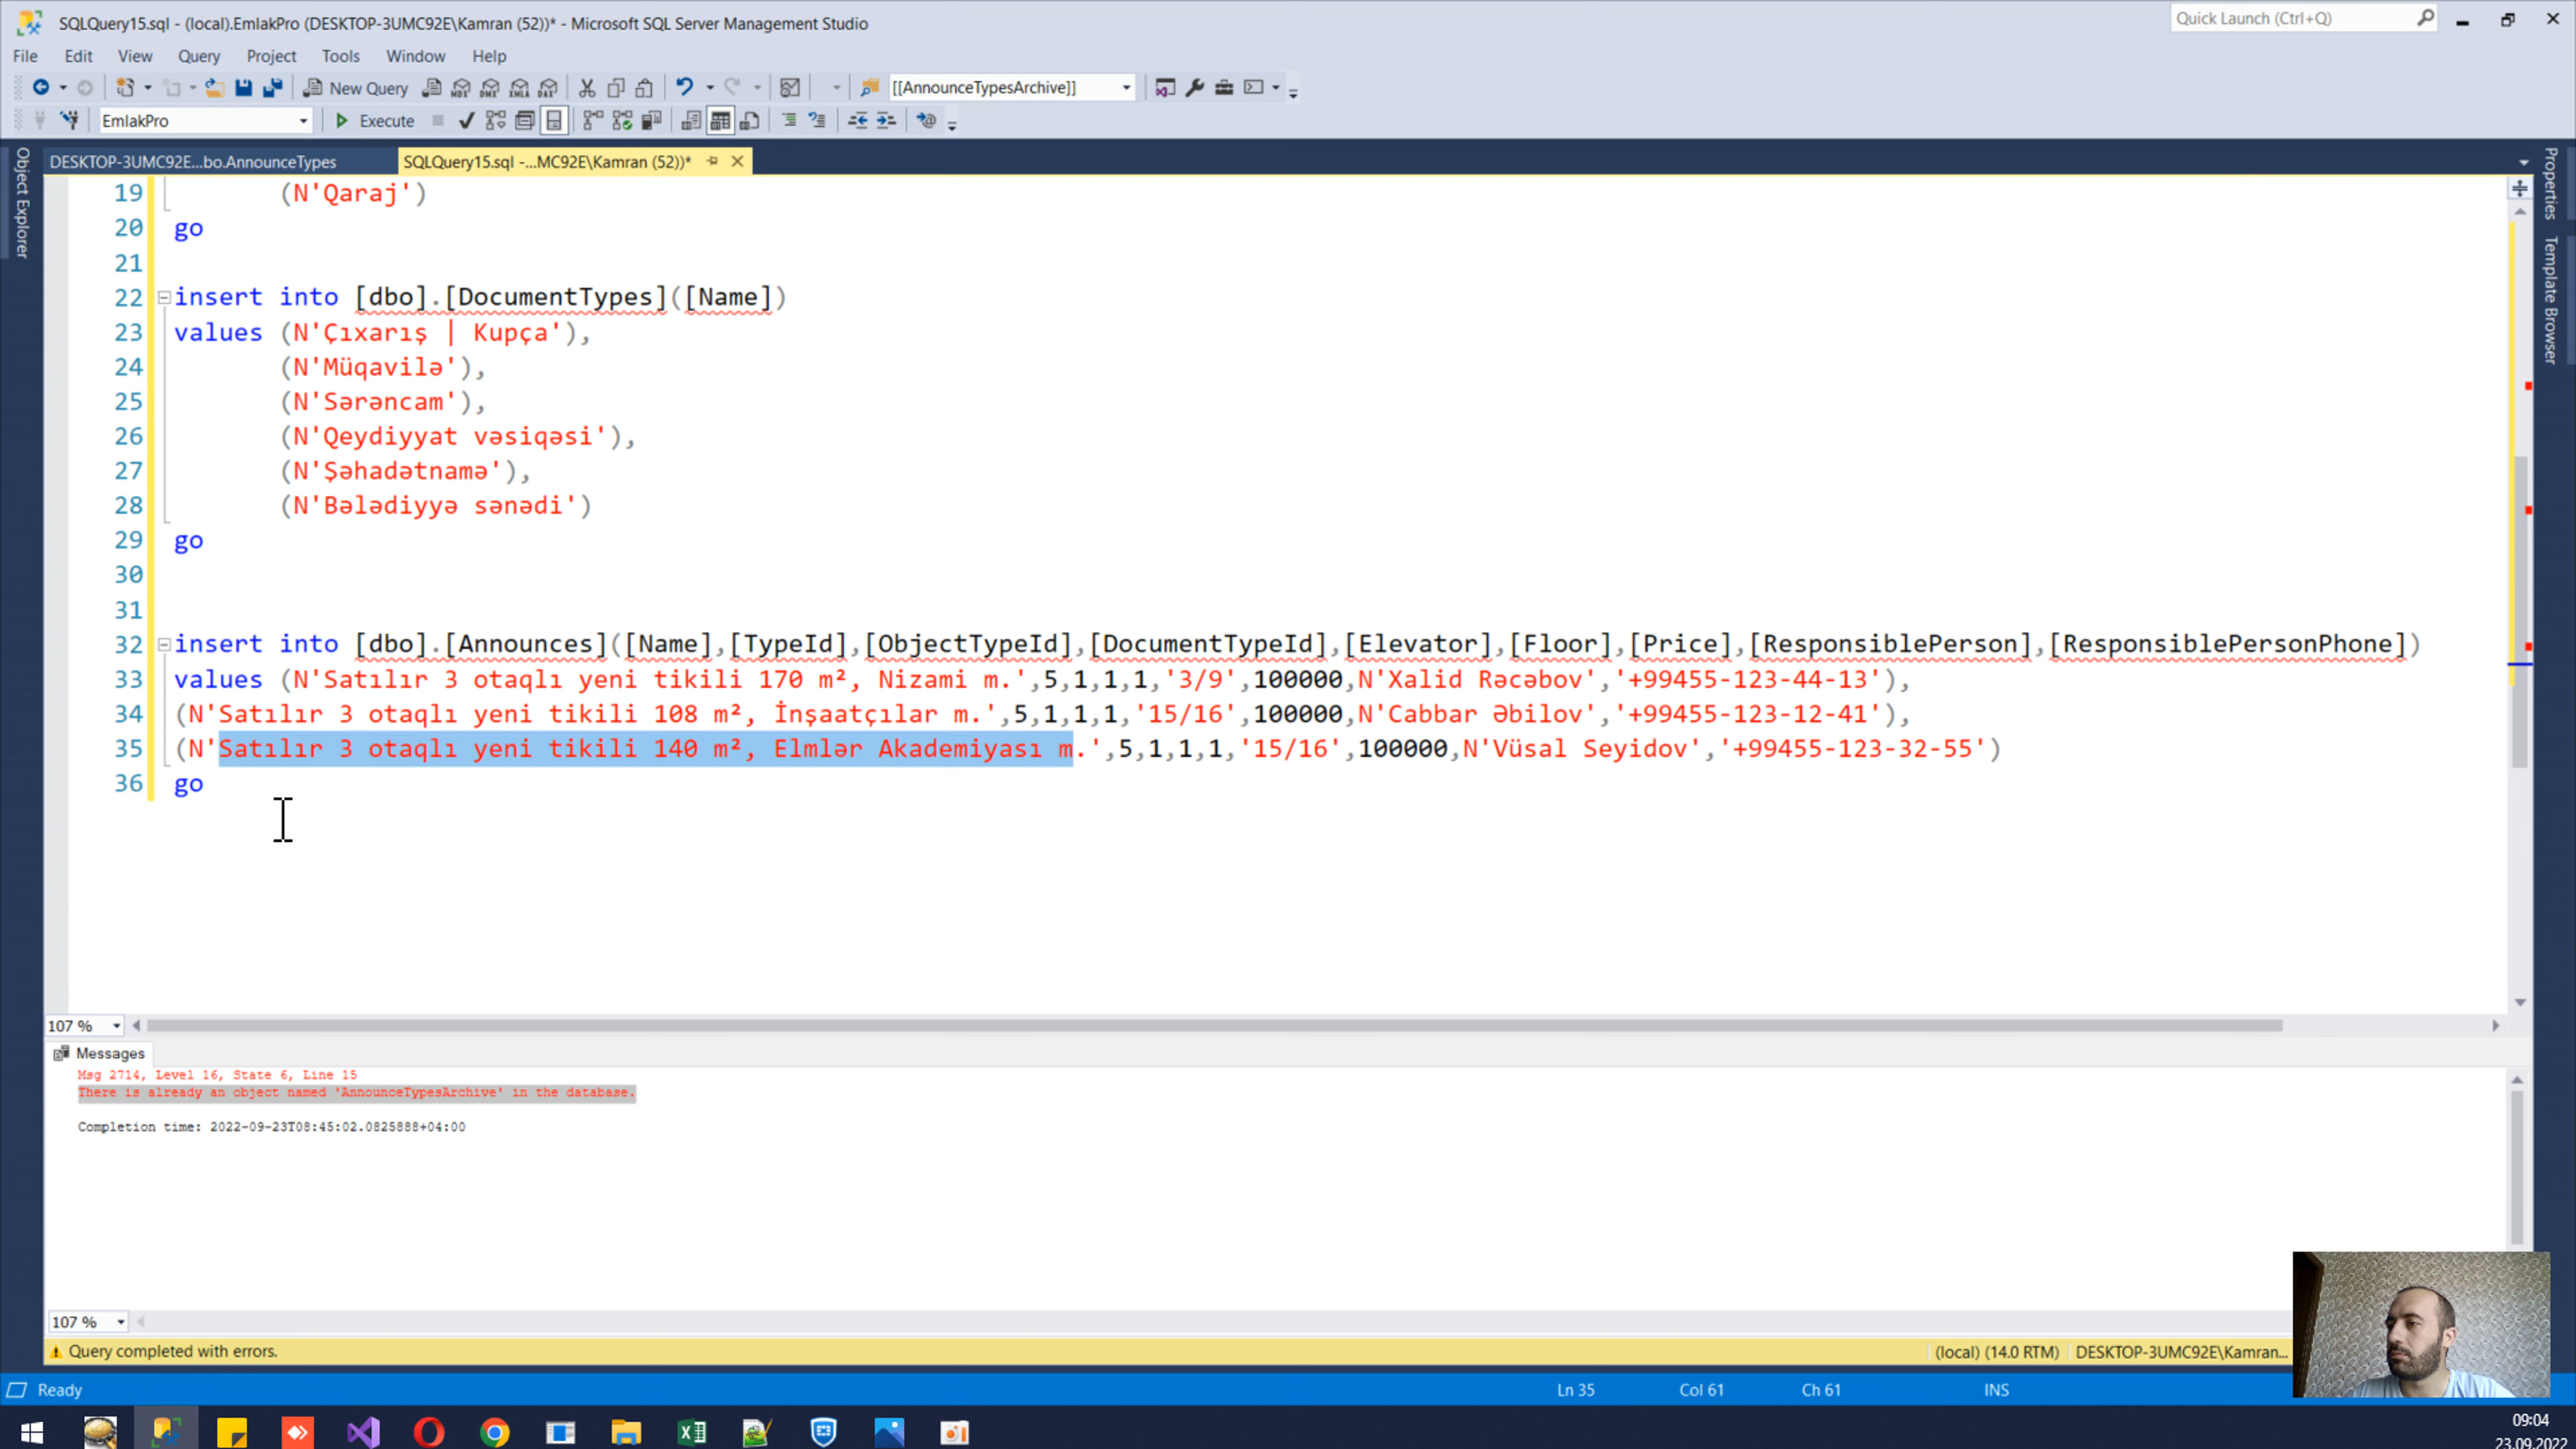 SQLQuery15.sql - (local).EmlakPro (DESKTOP-3UMC92E\Kamran (52))* - Microsoft SQL Server Management Studio
Quick Launch (Ctrl+Q)
File Edit View Query Project Tools Window Help
New Query
[[AnnounceTypesArchive]]
EmlakPro
Execute
DESKTOP-3UMC92E...bo.AnnounceTypes
SQLQuery15.sql -...MC92E\Kamran (52))*
Object Explorer
Properties
Template Browser
19 (N'Qaraj')
20 go
21
22 insert into [dbo].[DocumentTypes]([Name])
23 values (N'Çıxarış | Kupça'),
24 (N'Müqavilə'),
25 (N'Sərəncam'),
26 (N'Qeydiyyat vəsiqəsi'),
27 (N'Şəhadətnamə'),
28 (N'Bələdiyyə sənədi')
29 go
30
31
32 insert into [dbo].[Announces]([Name],[TypeId],[ObjectTypeId],[DocumentTypeId],[Elevator],[Floor],[Price],[ResponsiblePerson],[ResponsiblePersonPhone])
33 values (N'Satılır 3 otaqlı yeni tikili 170 m², Nizami m.',5,1,1,1,'3/9',100000,N'Xalid Rəcəbov','+99455-123-44-13'),
34 (N'Satılır 3 otaqlı yeni tikili 108 m², İnşaatçılar m.',5,1,1,1,'15/16',100000,N'Cabbar Əbilov','+99455-123-12-41'),
35 (N'Satılır 3 otaqlı yeni tikili 140 m², Elmlər Akademiyası m.',5,1,1,1,'15/16',100000,N'Vüsal Seyidov','+99455-123-32-55')
36 go
107 %
Messages
Msg 2714, Level 16, State 6, Line 15
There is already an object named 'AnnounceTypesArchive' in the database.
Completion time: 2022-09-23T08:45:02.0825888+04:00
107 %
Query completed with errors.
(local) (14.0 RTM)
DESKTOP-3UMC92E\Kamran...
Ready
Ln 35
Col 61
Ch 61
INS
09:04
23.09.2022